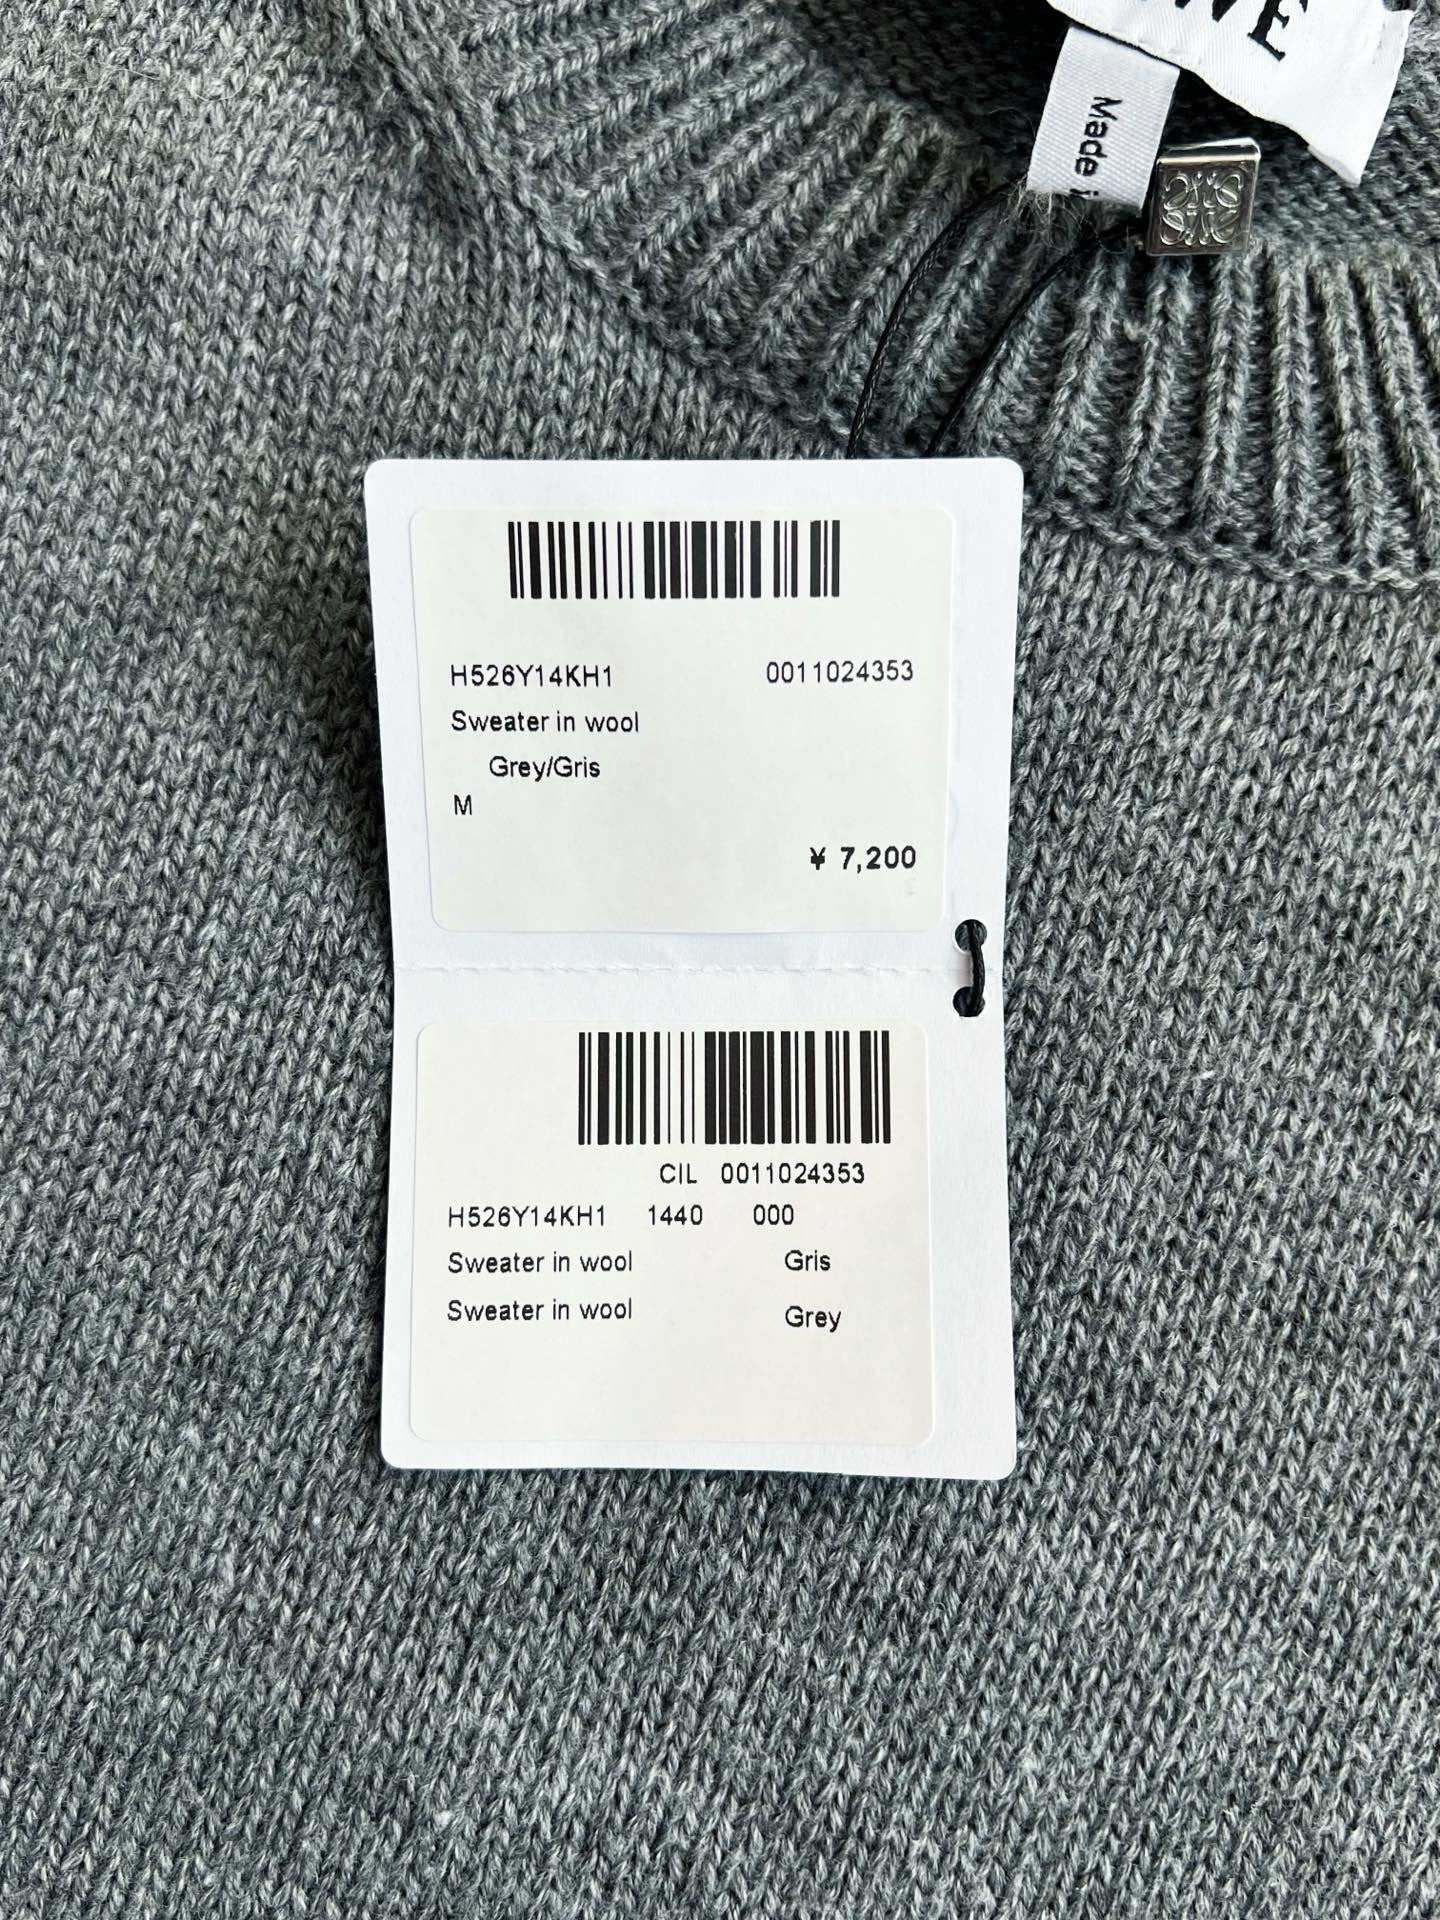 Made i
H526Y14KH1 0011024353
Sweater in wool
Grey/Gris
M
¥ 7,200
CIL 0011024353
H526Y14KH1 1440 000
Sweater in wool Gris
Sweater in wool Grey